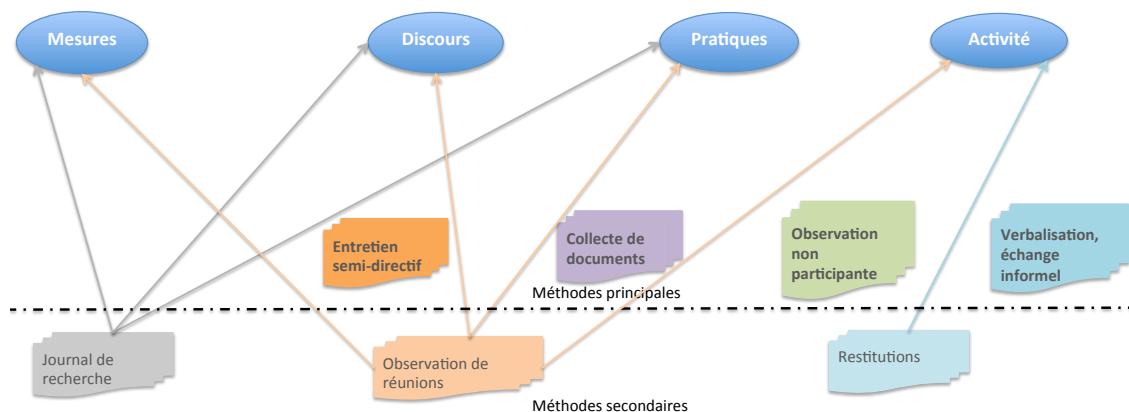 Mesures
Discours
Pratiques
Activité
Entretien
semi-directif
Collecte de
documents
Observation
non
participante
Verbalisation,
échange
informel
Méthodes principales
Journal de
recherche
Observation de
réunions
Restitutions
Méthodes secondaires